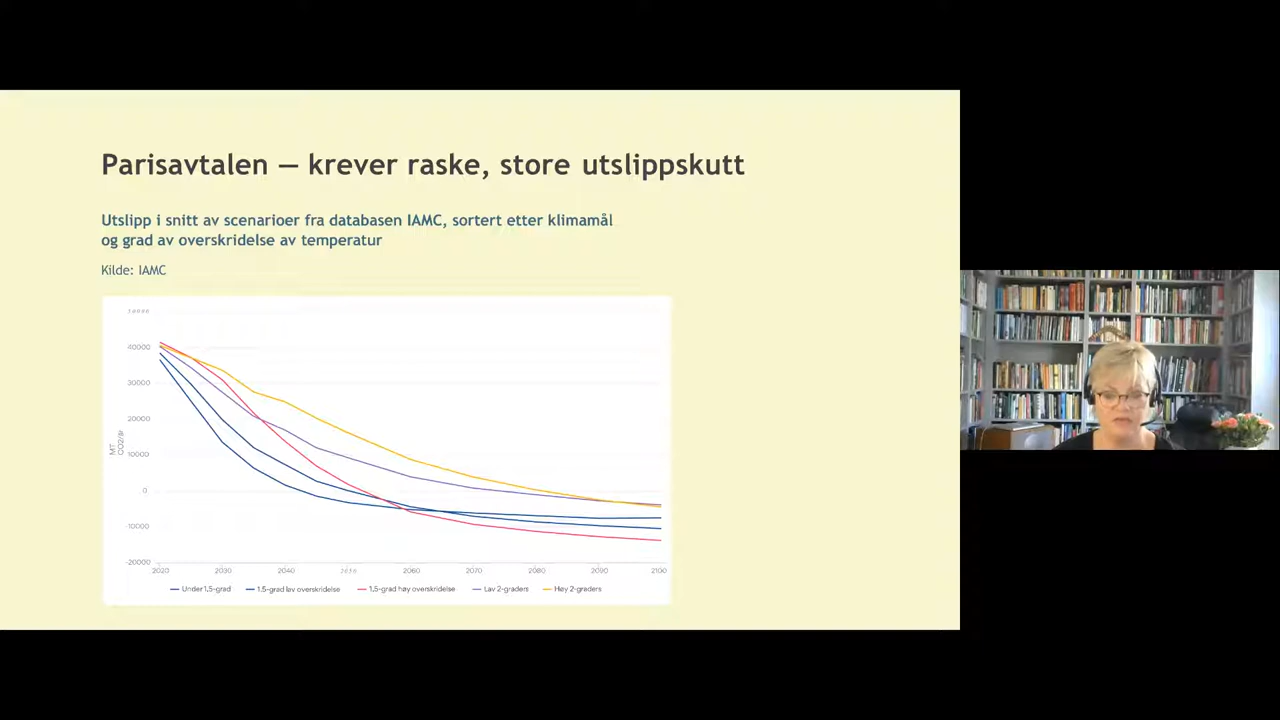 Parisavtalen — krever raske, store utslippskutt
Utslipp i snitt av scenarioer fra databasen IAMC, sortert etter klimamål
og grad av overskridelse av temperatur
Kilde: IAMC
40000
30000
20000
10000
0
-10000
-20000
MT
CO2/år
2020 2030 2040 2050 2060 2070 2080 2090 2100
Under 1,5-grad 1,5-grad lav overskridelse 1,5-grad høy overskridelse Lav 2-graders Høy 2-graders